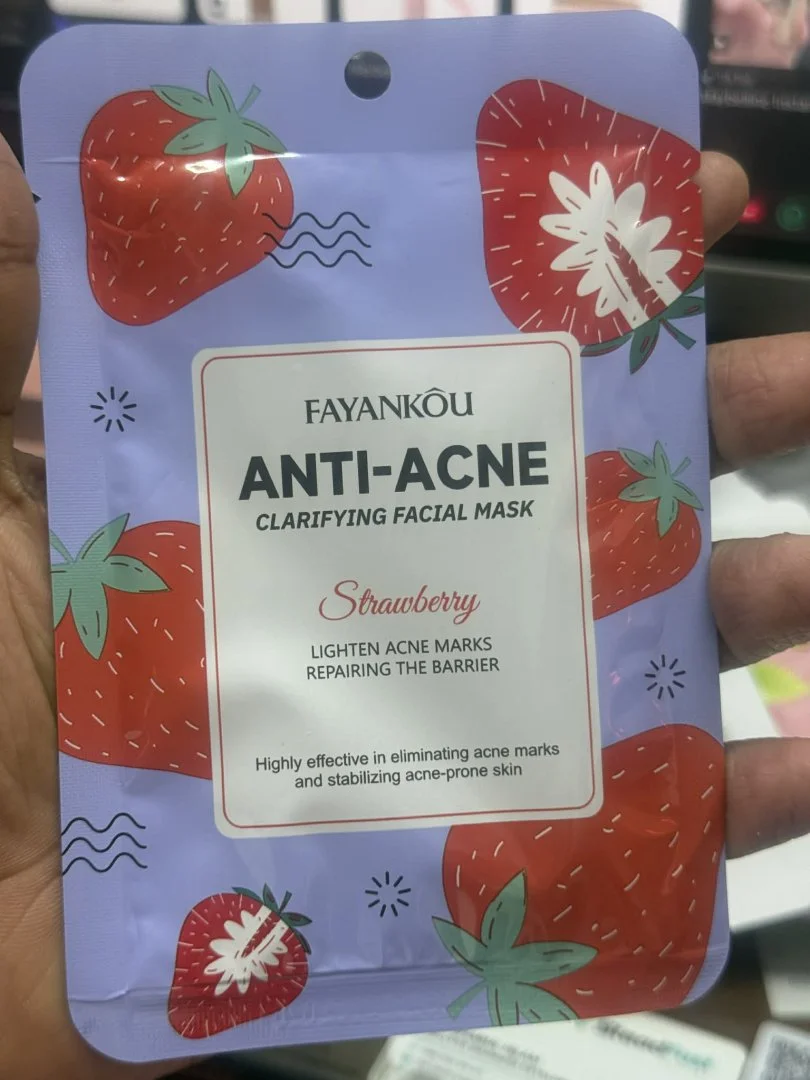 FAYANKÔU
ANTI-ACNE
CLARIFYING FACIAL MASK
Strawberry
LIGHTEN ACNE MARKS
REPAIRING THE BARRIER
Highly effective in eliminating acne marks
and stabilizing acne-prone skin